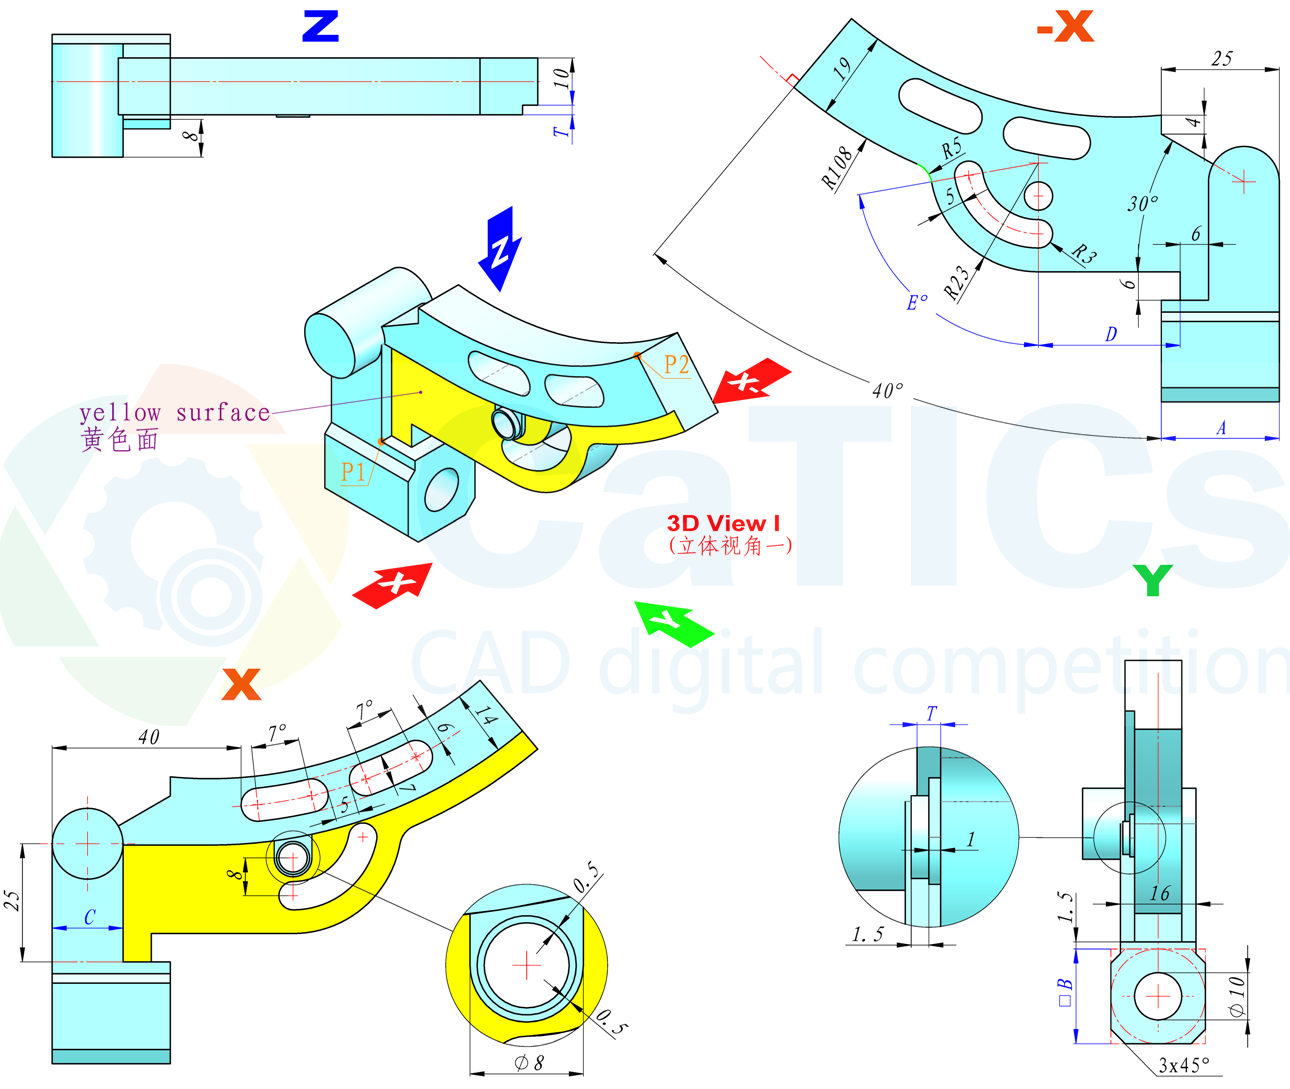 Z
-X
25
10
T
8
19
4
R108
R5
5
30°
6
R3
6
R23
E°
D
40°
A
Z
P2
-X
yellow surface
黄色面
P1
CaTICs
3D View I
(立体视角一)
X
Y
Y
CAD digital competition
X
40
7°
7°
6
14
5
7
8
25
C
0.5
0.5
Ø8
T
1
1.5
16
1.5
□B
Ø10
3x45°